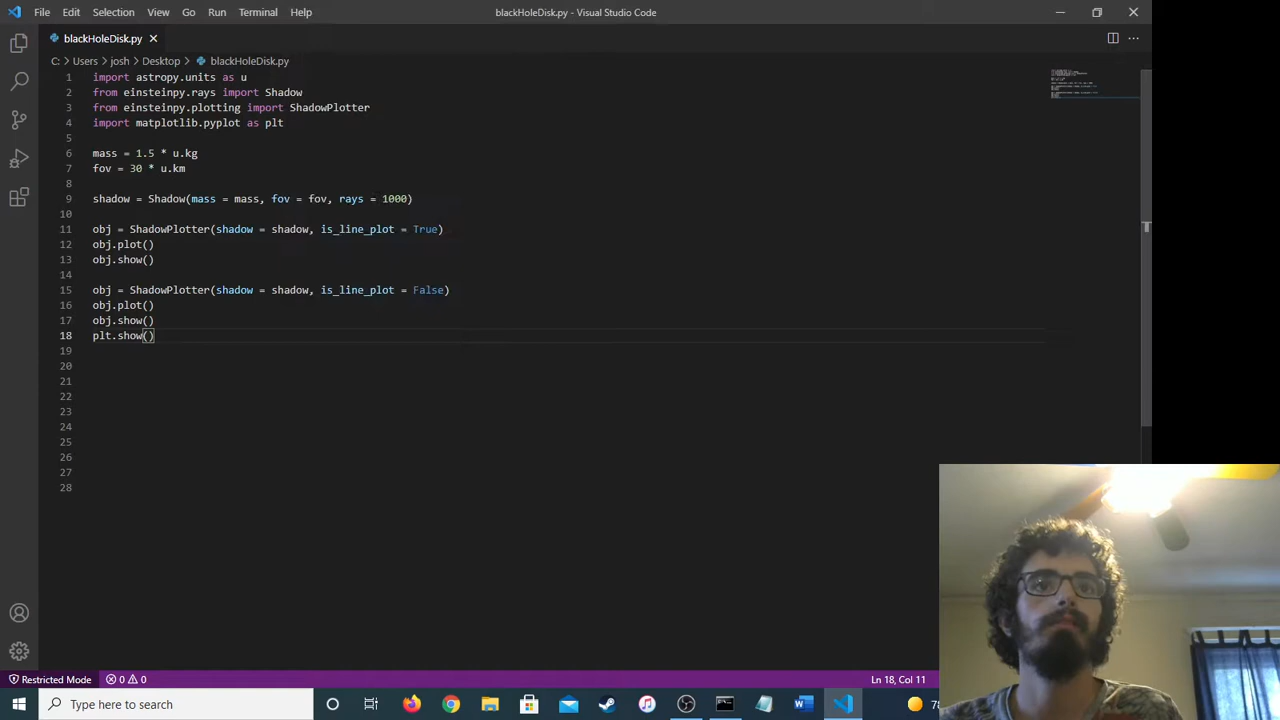 File Edit Selection View Go Run Terminal Help
blackHoleDisk.py - Visual Studio Code
blackHoleDisk.py
C: > Users > josh > Desktop > blackHoleDisk.py
1 import astropy.units as u
2 from einsteinpy.rays import Shadow
3 from einsteinpy.plotting import ShadowPlotter
4 import matplotlib.pyplot as plt
5
6 mass = 1.5 * u.kg
7 fov = 30 * u.km
8
9 shadow = Shadow(mass = mass, fov = fov, rays = 1000)
10
11 obj = ShadowPlotter(shadow = shadow, is_line_plot = True)
12 obj.plot()
13 obj.show()
14
15 obj = ShadowPlotter(shadow = shadow, is_line_plot = False)
16 obj.plot()
17 obj.show()
18 plt.show()
19
20
21
22
23
24
25
26
27
28
Restricted Mode 0 0
Ln 18, Col 11
Type here to search